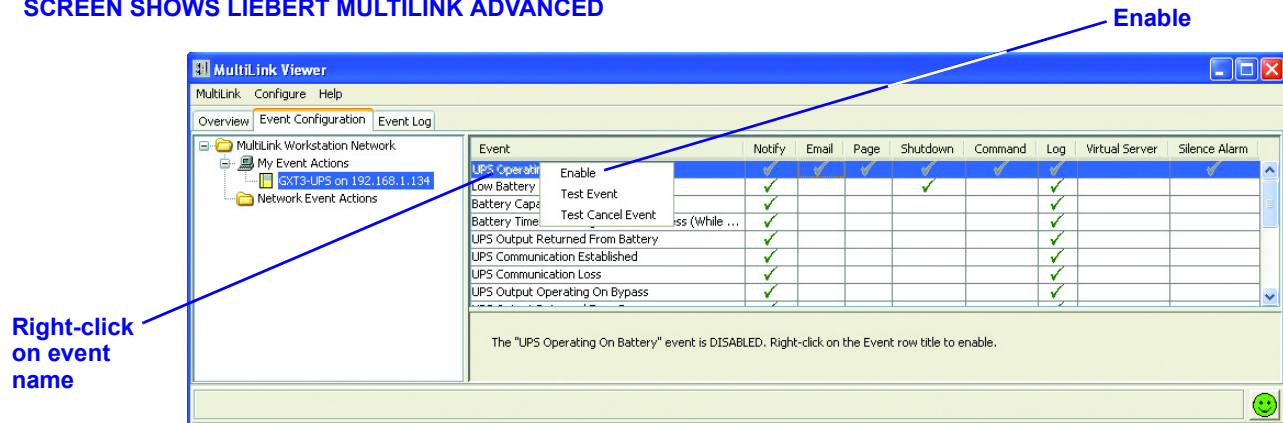 SCREEN SHOWS LIEBERT MULTILINK ADVANCED
Enable
MultiLink Viewer
MultiLink Configure Help
Overview Event Configuration Event Log
MultiLink Workstation Network
My Event Actions
GXT3-UPS on 192.168.1.134
Network Event Actions
Event Notify Email Page Shutdown Command Log Virtual Server Silence Alarm
UPS Operatin
Enable
Low Battery
Test Event
Battery Capa
Test Cancel Event
Battery Time ss (While ...
UPS Output Returned From Battery
UPS Communication Established
UPS Communication Loss
UPS Output Operating On Bypass
The "UPS Operating On Battery" event is DISABLED. Right-click on the Event row title to enable.
Right-click
on event
name